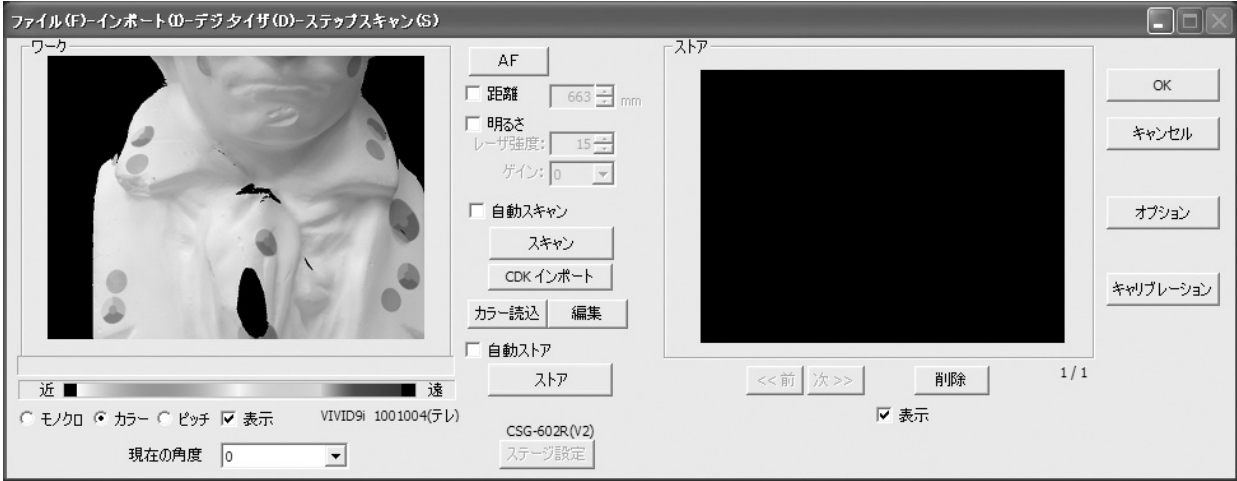 ファイル(F)-インポート(I)-デジタイザ(D)-ステップスキャン(S)
ワーク
AF
距離 663 mm
明るさ
レーザ強度: 15
ゲイン: 0
自動スキャン
スキャン
CDK インポート
カラー読込 編集
自動ストア
ストア
近 遠
モノクロ カラー ピッチ 表示 VIVID9i 1001004(テレ)
現在の角度 0
CSG-602R(V2)
ステージ設定
ストア
<<前 次>> 削除 1 / 1
表示
OK
キャンセル
オプション
キャリブレーション